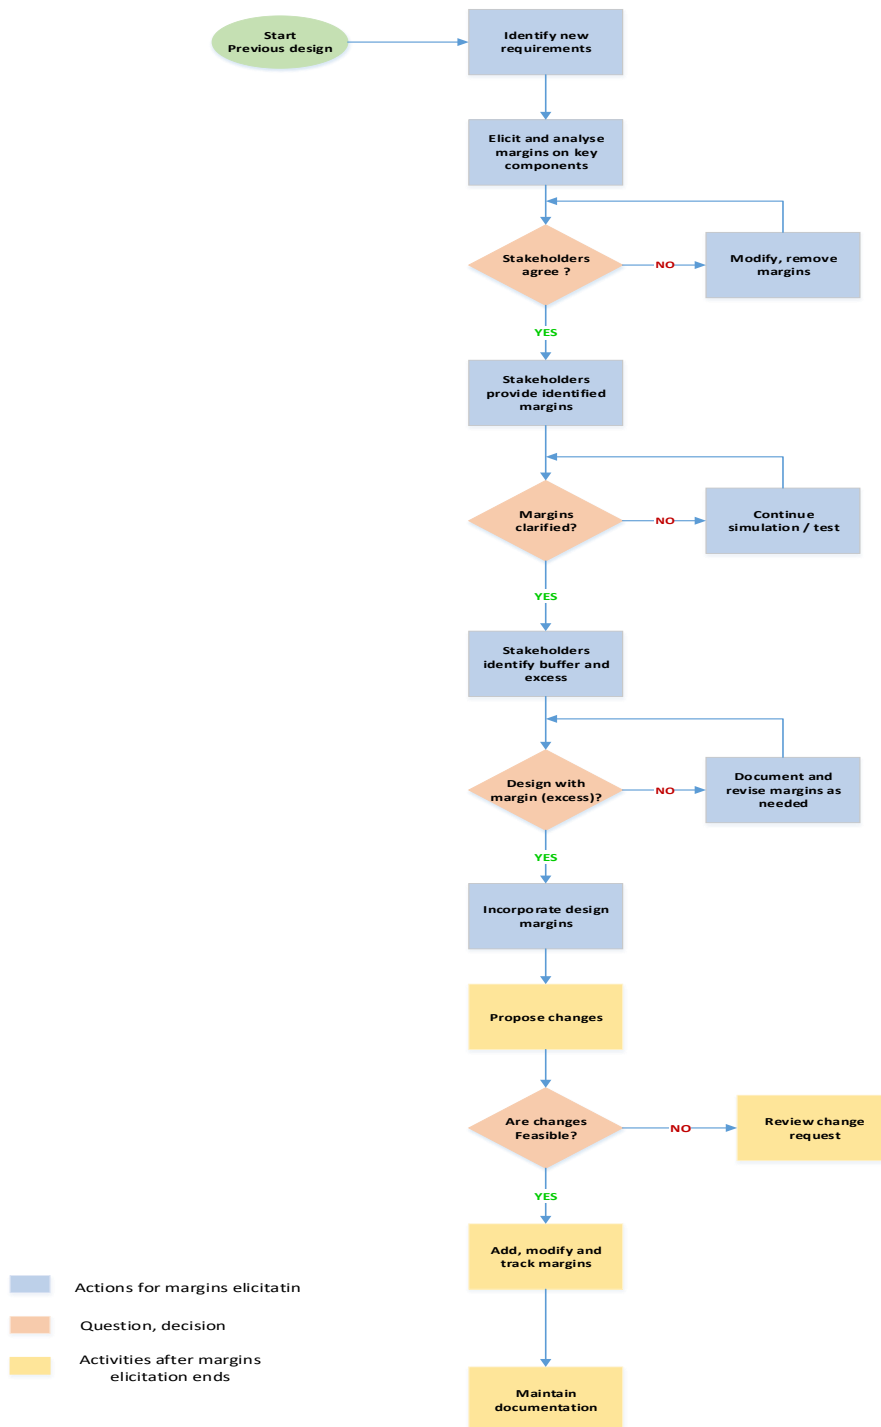 Start
Previous design
Identify new
requirements
Elicit and analyse
margins on key
components
Stakeholders
agree ?
NO
Modify, remove
margins
YES
Stakeholders
provide identified
margins
Margins
clarified?
NO
Continue
simulation / test
YES
Stakeholders
identify buffer and
excess
Design with
margin (excess)?
NO
Document and
revise margins as
needed
YES
Incorporate design
margins
Propose changes
Are changes
Feasible?
NO
Review change
request
YES
Add, modify and
track margins
Maintain
documentation
Actions for margins elicitatin
Question, decision
Activities after margins
elicitation ends